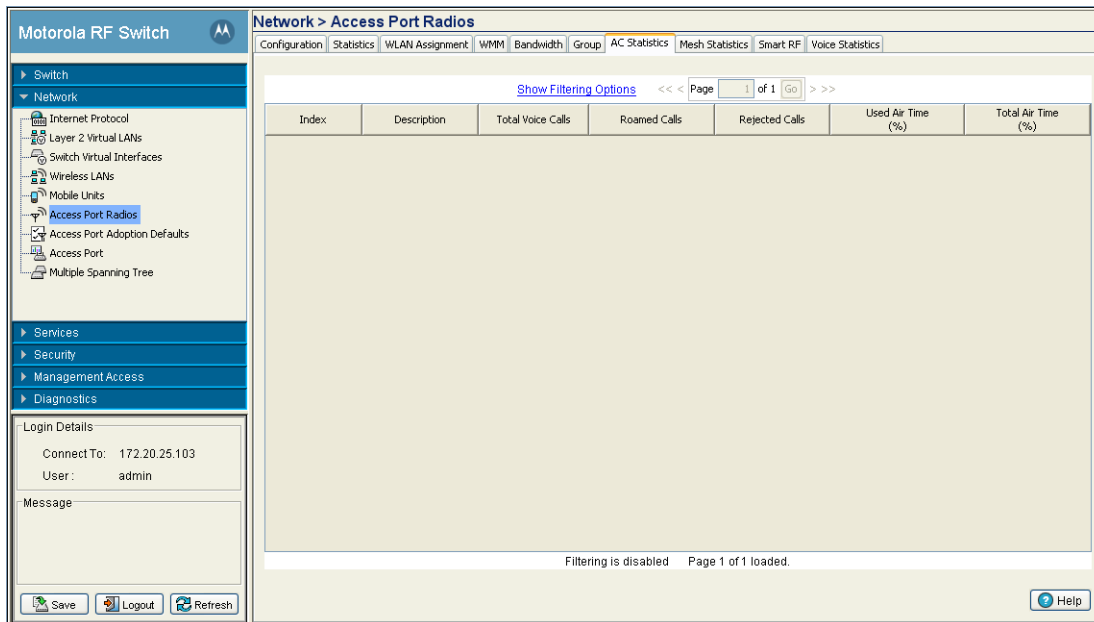 Motorola RF Switch
Switch
Network
Internet Protocol
Layer 2 Virtual LANs
Switch Virtual Interfaces
Wireless LANs
Mobile Units
Access Port Radios
Access Port Adoption Defaults
Access Port
Multiple Spanning Tree
Services
Security
Management Access
Diagnostics
Login Details
Connect To: 172.20.25.103
User : admin
Message
Save Logout Refresh
Network > Access Port Radios
Configuration Statistics WLAN Assignment WMM Bandwidth Group AC Statistics Mesh Statistics Smart RF Voice Statistics
Show Filtering Options << < Page 1 of 1 Go > >>
Index Description Total Voice Calls Roamed Calls Rejected Calls Used Air Time (%) Total Air Time (%)
Filtering is disabled Page 1 of 1 loaded.
Help